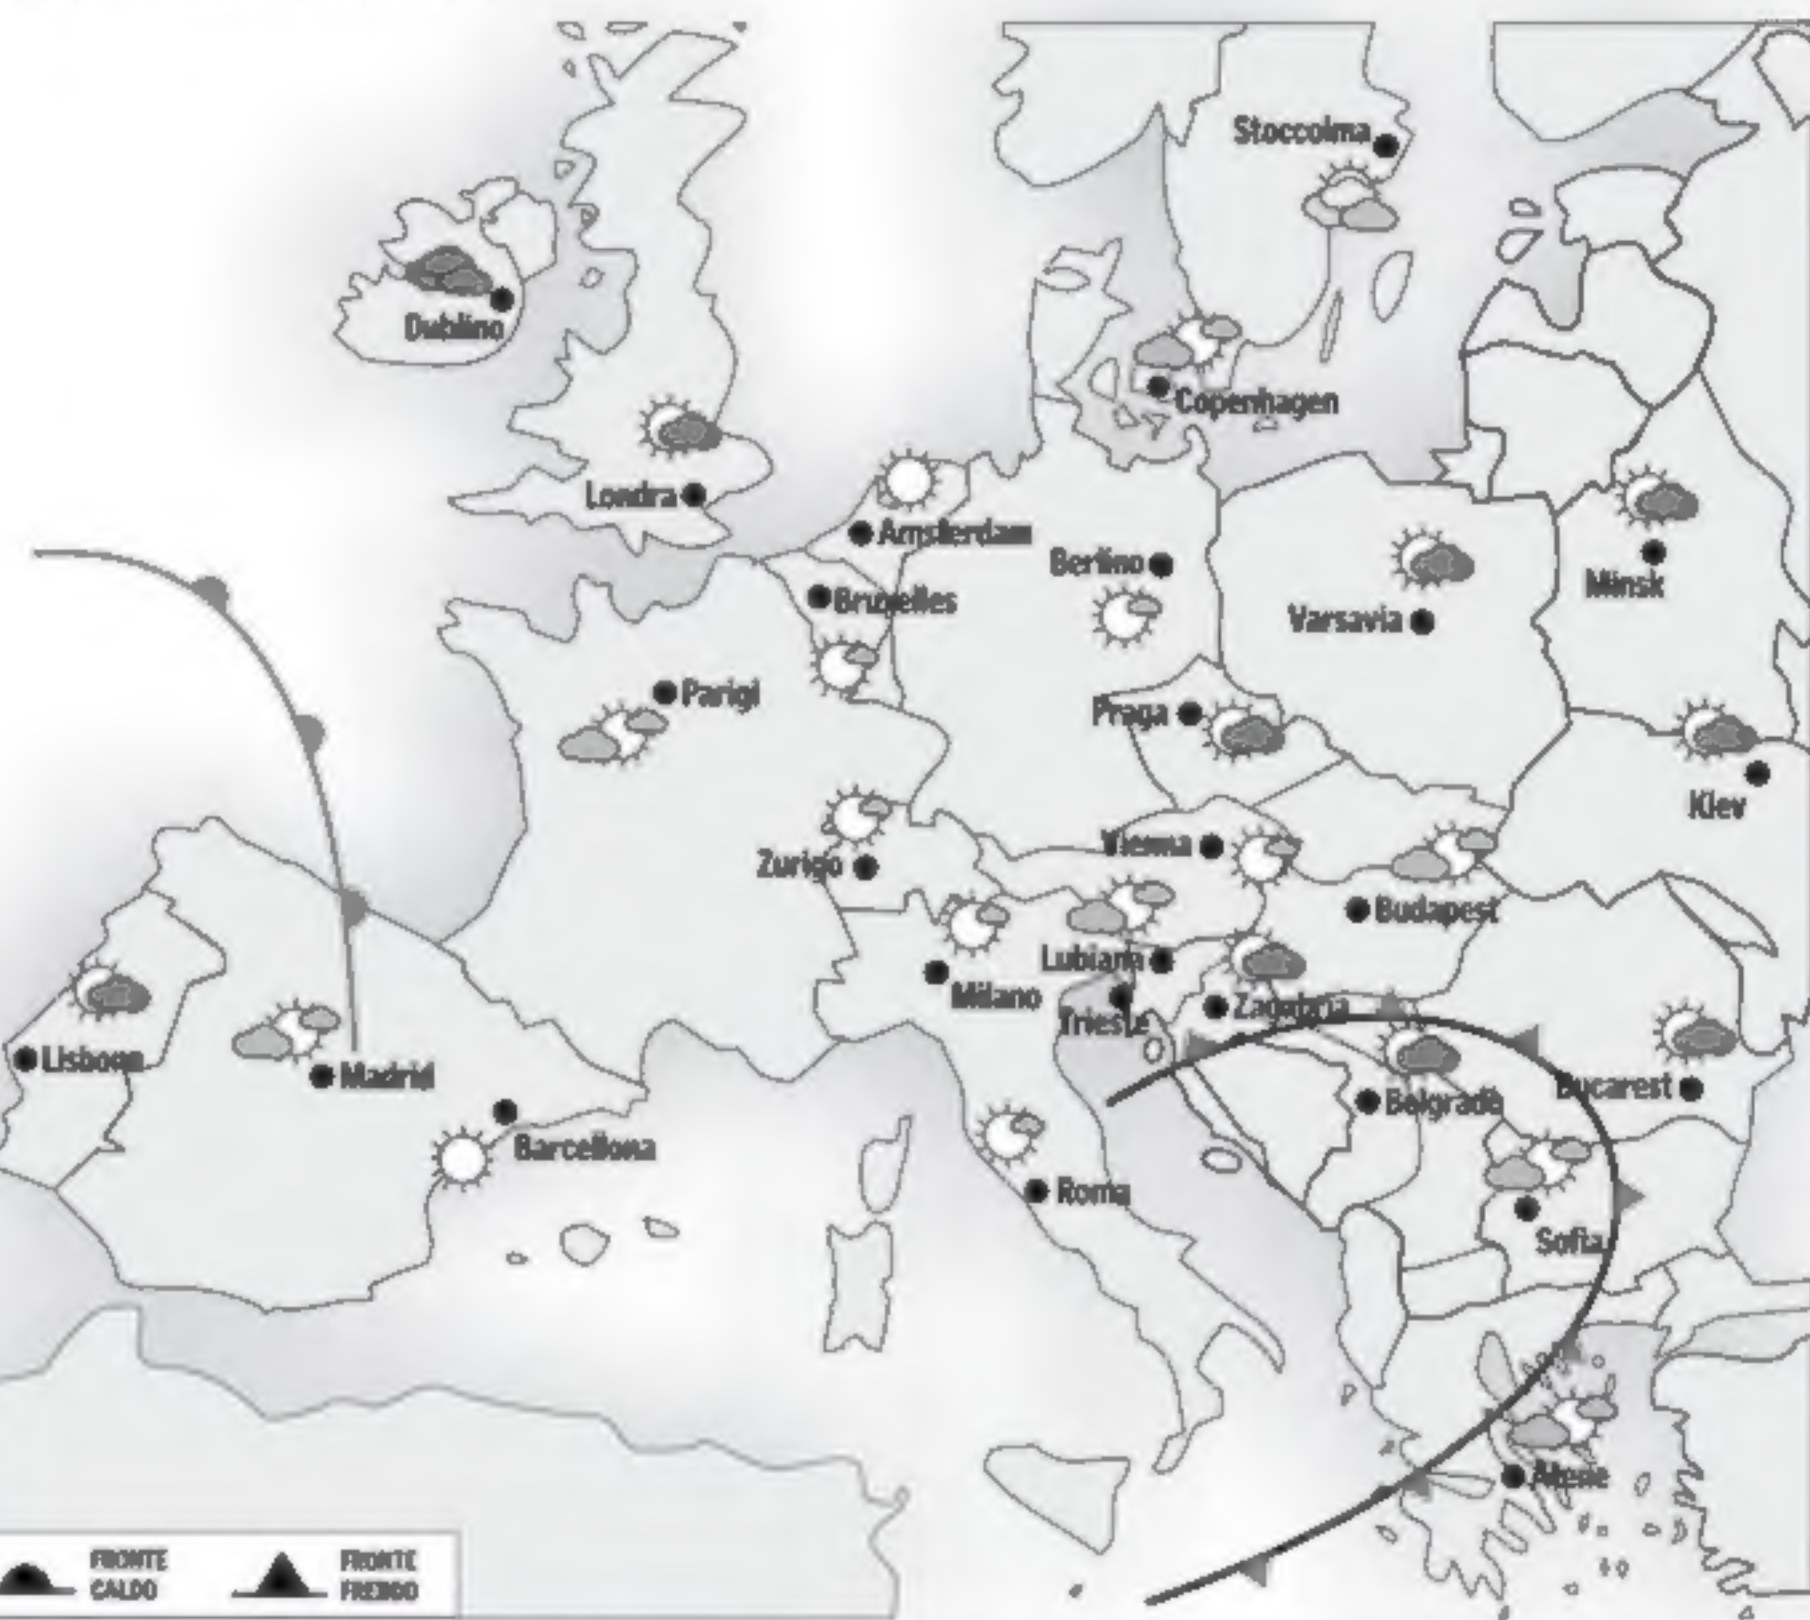 Stoccolma
Dublino
Copenhagen
Londra
Amsterdam
Berlino
Minsk
Bruxelles
Varsavia
Parigi
Praga
Kiev
Vienna
Zurigo
Budapest
Lubiana
Milano
Trieste
Zagabria
Lisbona
Madrid
Bucarest
Belgrado
Barcellona
Roma
Sofia
Atene
FRONTE
CALDO
FRONTE
FREDDO